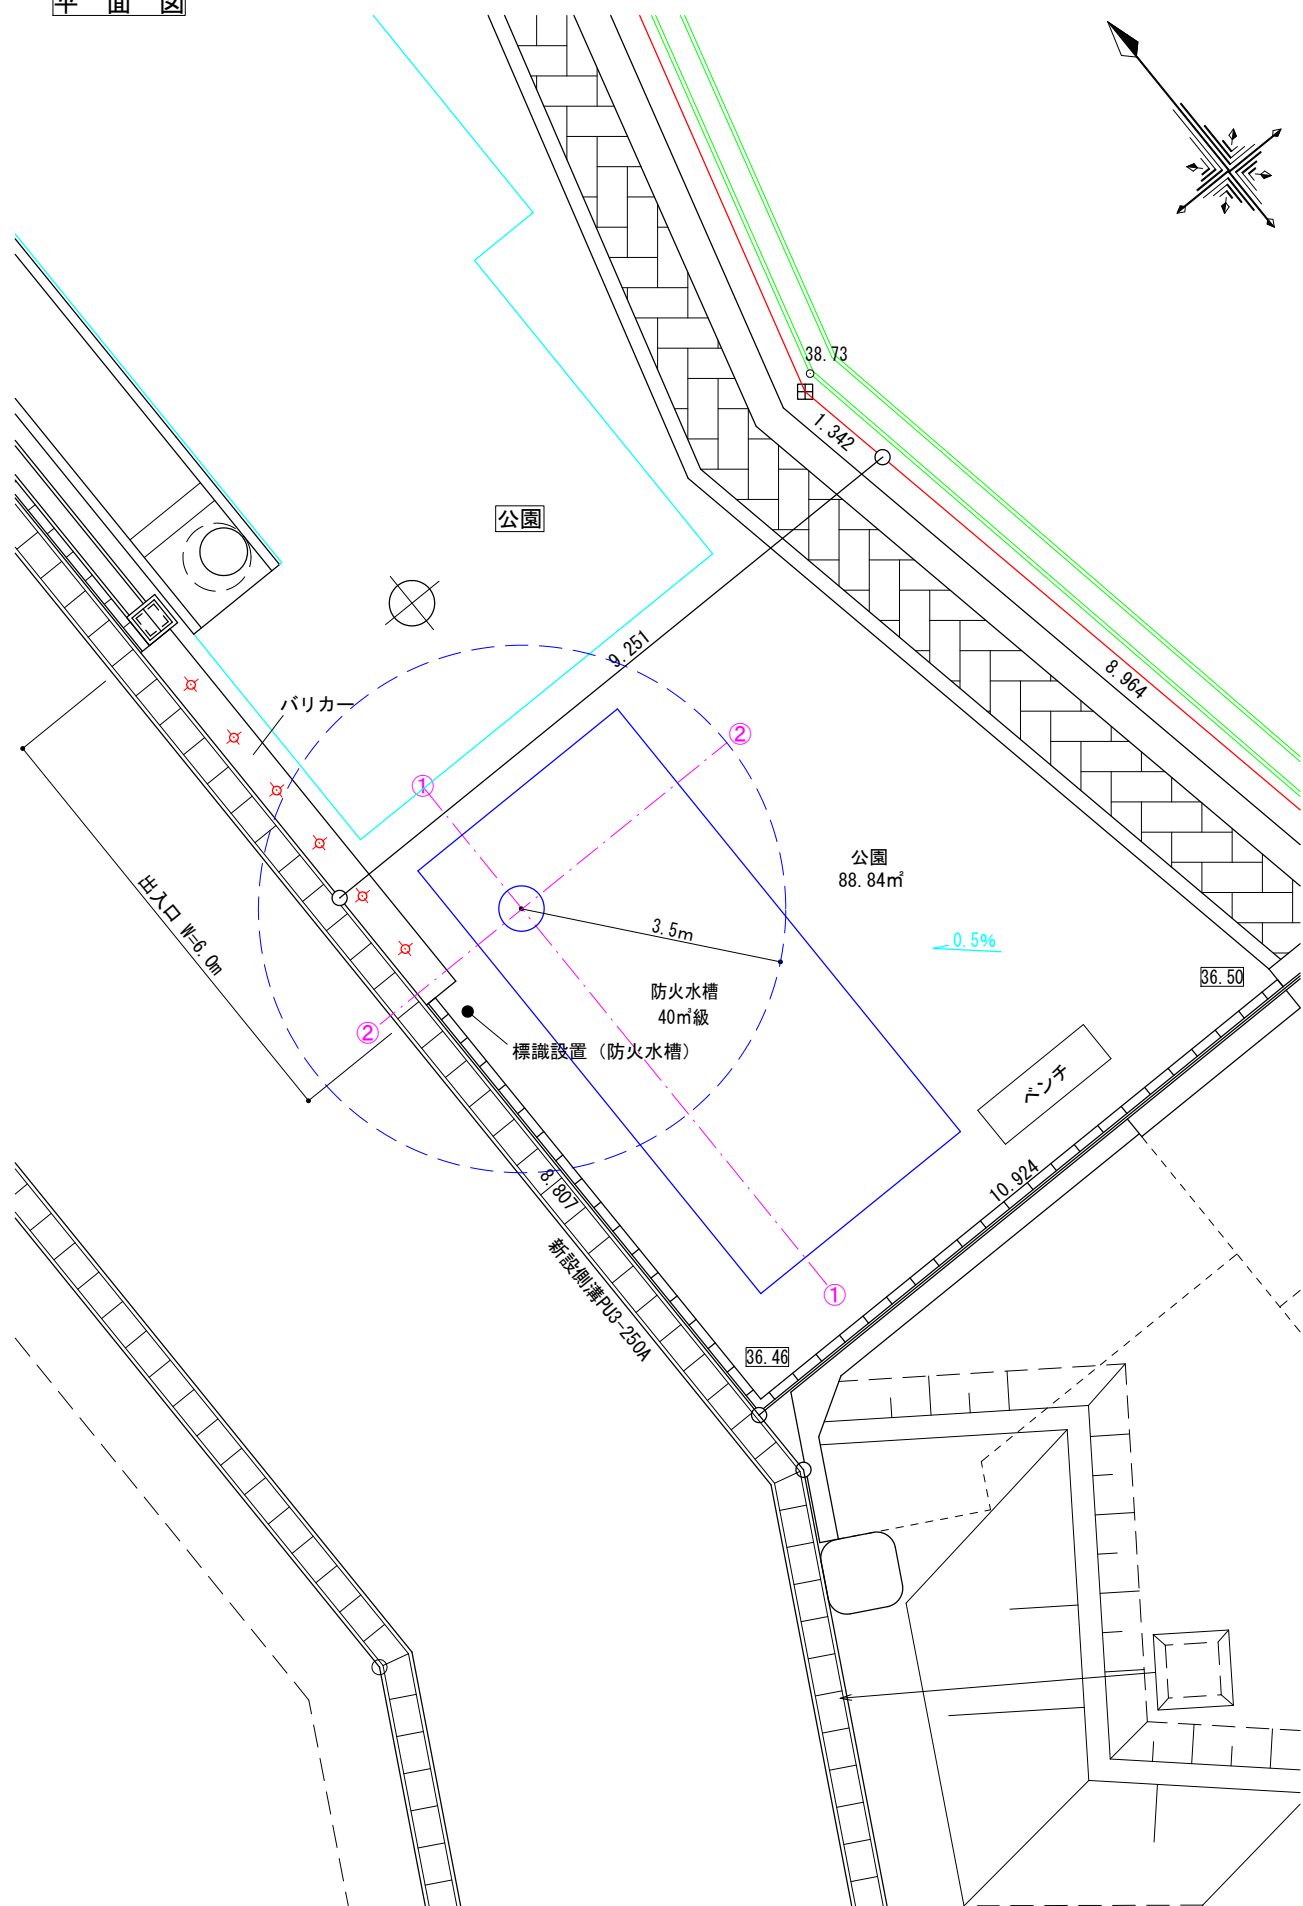 平 面 図
38.73
1.342
公園
9.251
8.964
バリカー
②
①
公園
88.84㎡
出入口 W=6.0m
3.5m
0.5%
36.50
防火水槽
40㎡級
②
標識設置（防火水槽）
ベンチ
8.807
10.924
新設側溝PU3-250A
①
36.46